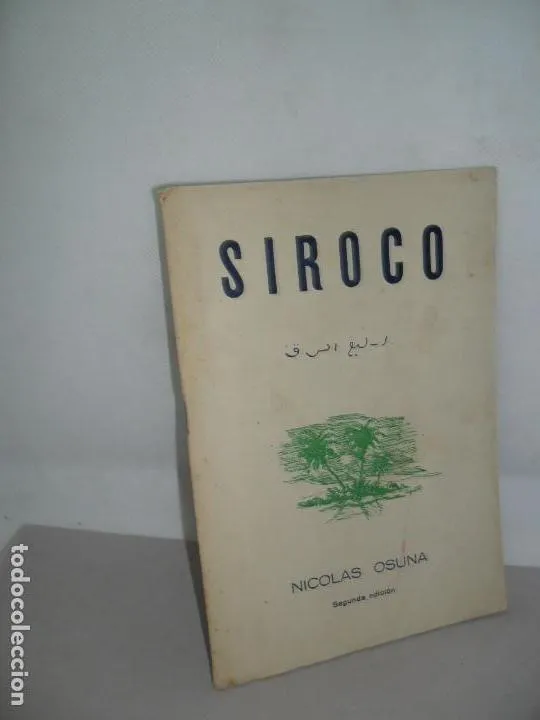 SIROCO
NICOLAS OSUNA
Segunda edición
todocoleccion